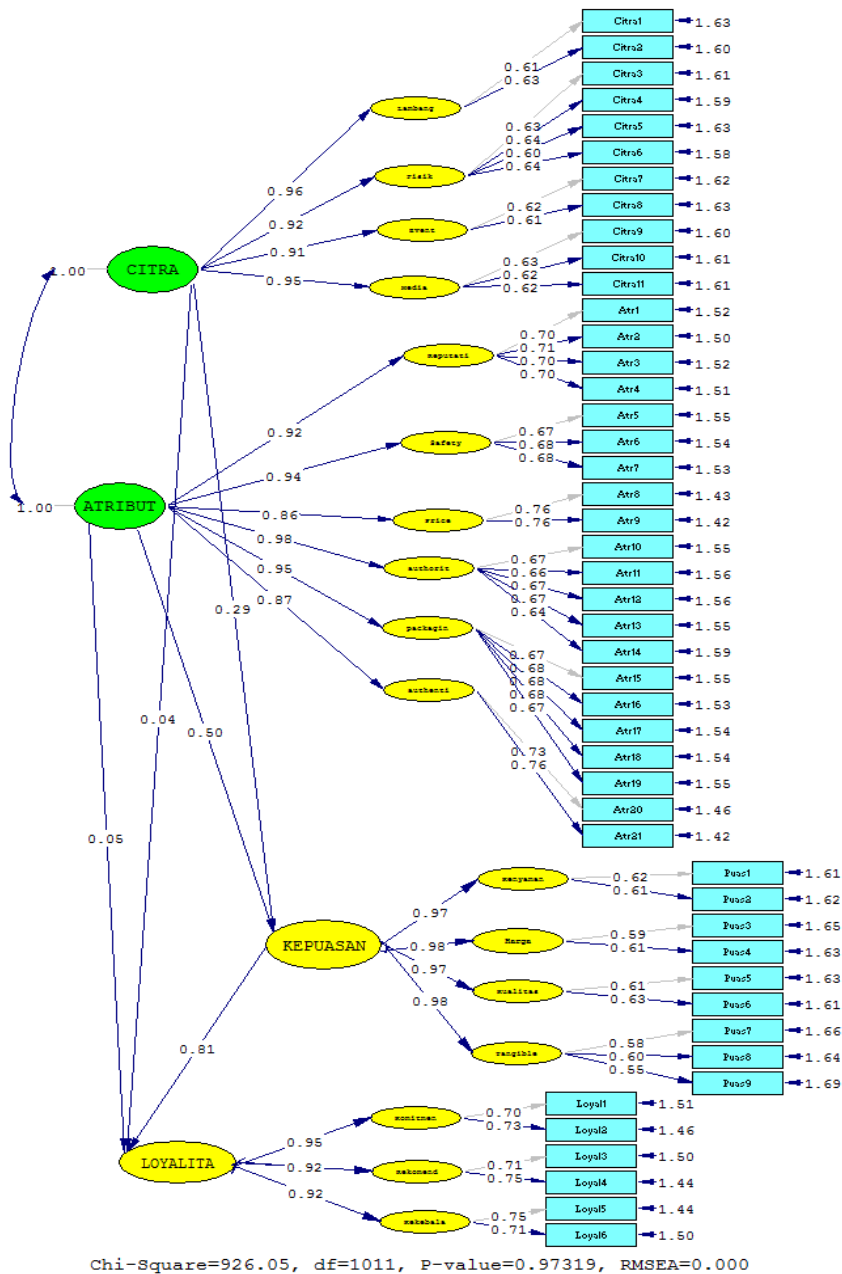 Citra1 1.63
Citra2 1.60
Citra3 1.61
Citra4 1.59
Citra5 1.63
Citra6 1.58
Citra7 1.62
Citra8 1.63
Citra9 1.60
Citra10 1.61
Citra11 1.61
Atr1 1.52
Atr2 1.50
Atr3 1.52
Atr4 1.51
Atr5 1.55
Atr6 1.54
Atr7 1.53
Atr8 1.43
Atr9 1.42
Atr10 1.55
Atr11 1.56
Atr12 1.56
Atr13 1.55
Atr14 1.59
Atr15 1.55
Atr16 1.53
Atr17 1.54
Atr18 1.54
Atr19 1.55
Atr20 1.46
Atr21 1.42
0.61
0.63
0.63
0.64
0.60
0.64
0.62
0.61
0.63
0.62
0.62
0.70
0.71
0.70
0.70
0.67
0.68
0.68
0.76
0.76
0.67
0.66
0.67
0.67
0.64
0.67
0.68
0.68
0.68
0.67
0.73
0.76
Media
Safety
authorit
packagin
authenti
0.96
0.92
0.91
0.95
1.00 CITRA
0.92
0.94
0.86
0.98
0.95
0.87
1.00 ATRIBUT
0.29
0.04
0.50
0.05
KEPUASAN
0.97
0.98
0.97
0.98
Harga
Tangible
0.62
0.61
0.59
0.61
0.61
0.63
0.58
0.60
0.55
Puas1 1.61
Puas2 1.62
Puas3 1.65
Puas4 1.63
Puas5 1.63
Puas6 1.61
Puas7 1.66
Puas8 1.64
Puas9 1.69
0.81
LOYALITA
0.95
0.92
0.92
0.70
0.73
0.71
0.75
0.75
0.71
Loyal1 1.51
Loyal2 1.46
Loyal3 1.50
Loyal4 1.44
Loyal5 1.44
Loyal6 1.50
Chi-Square=926.05, df=1011, P-value=0.97319, RMSEA=0.000